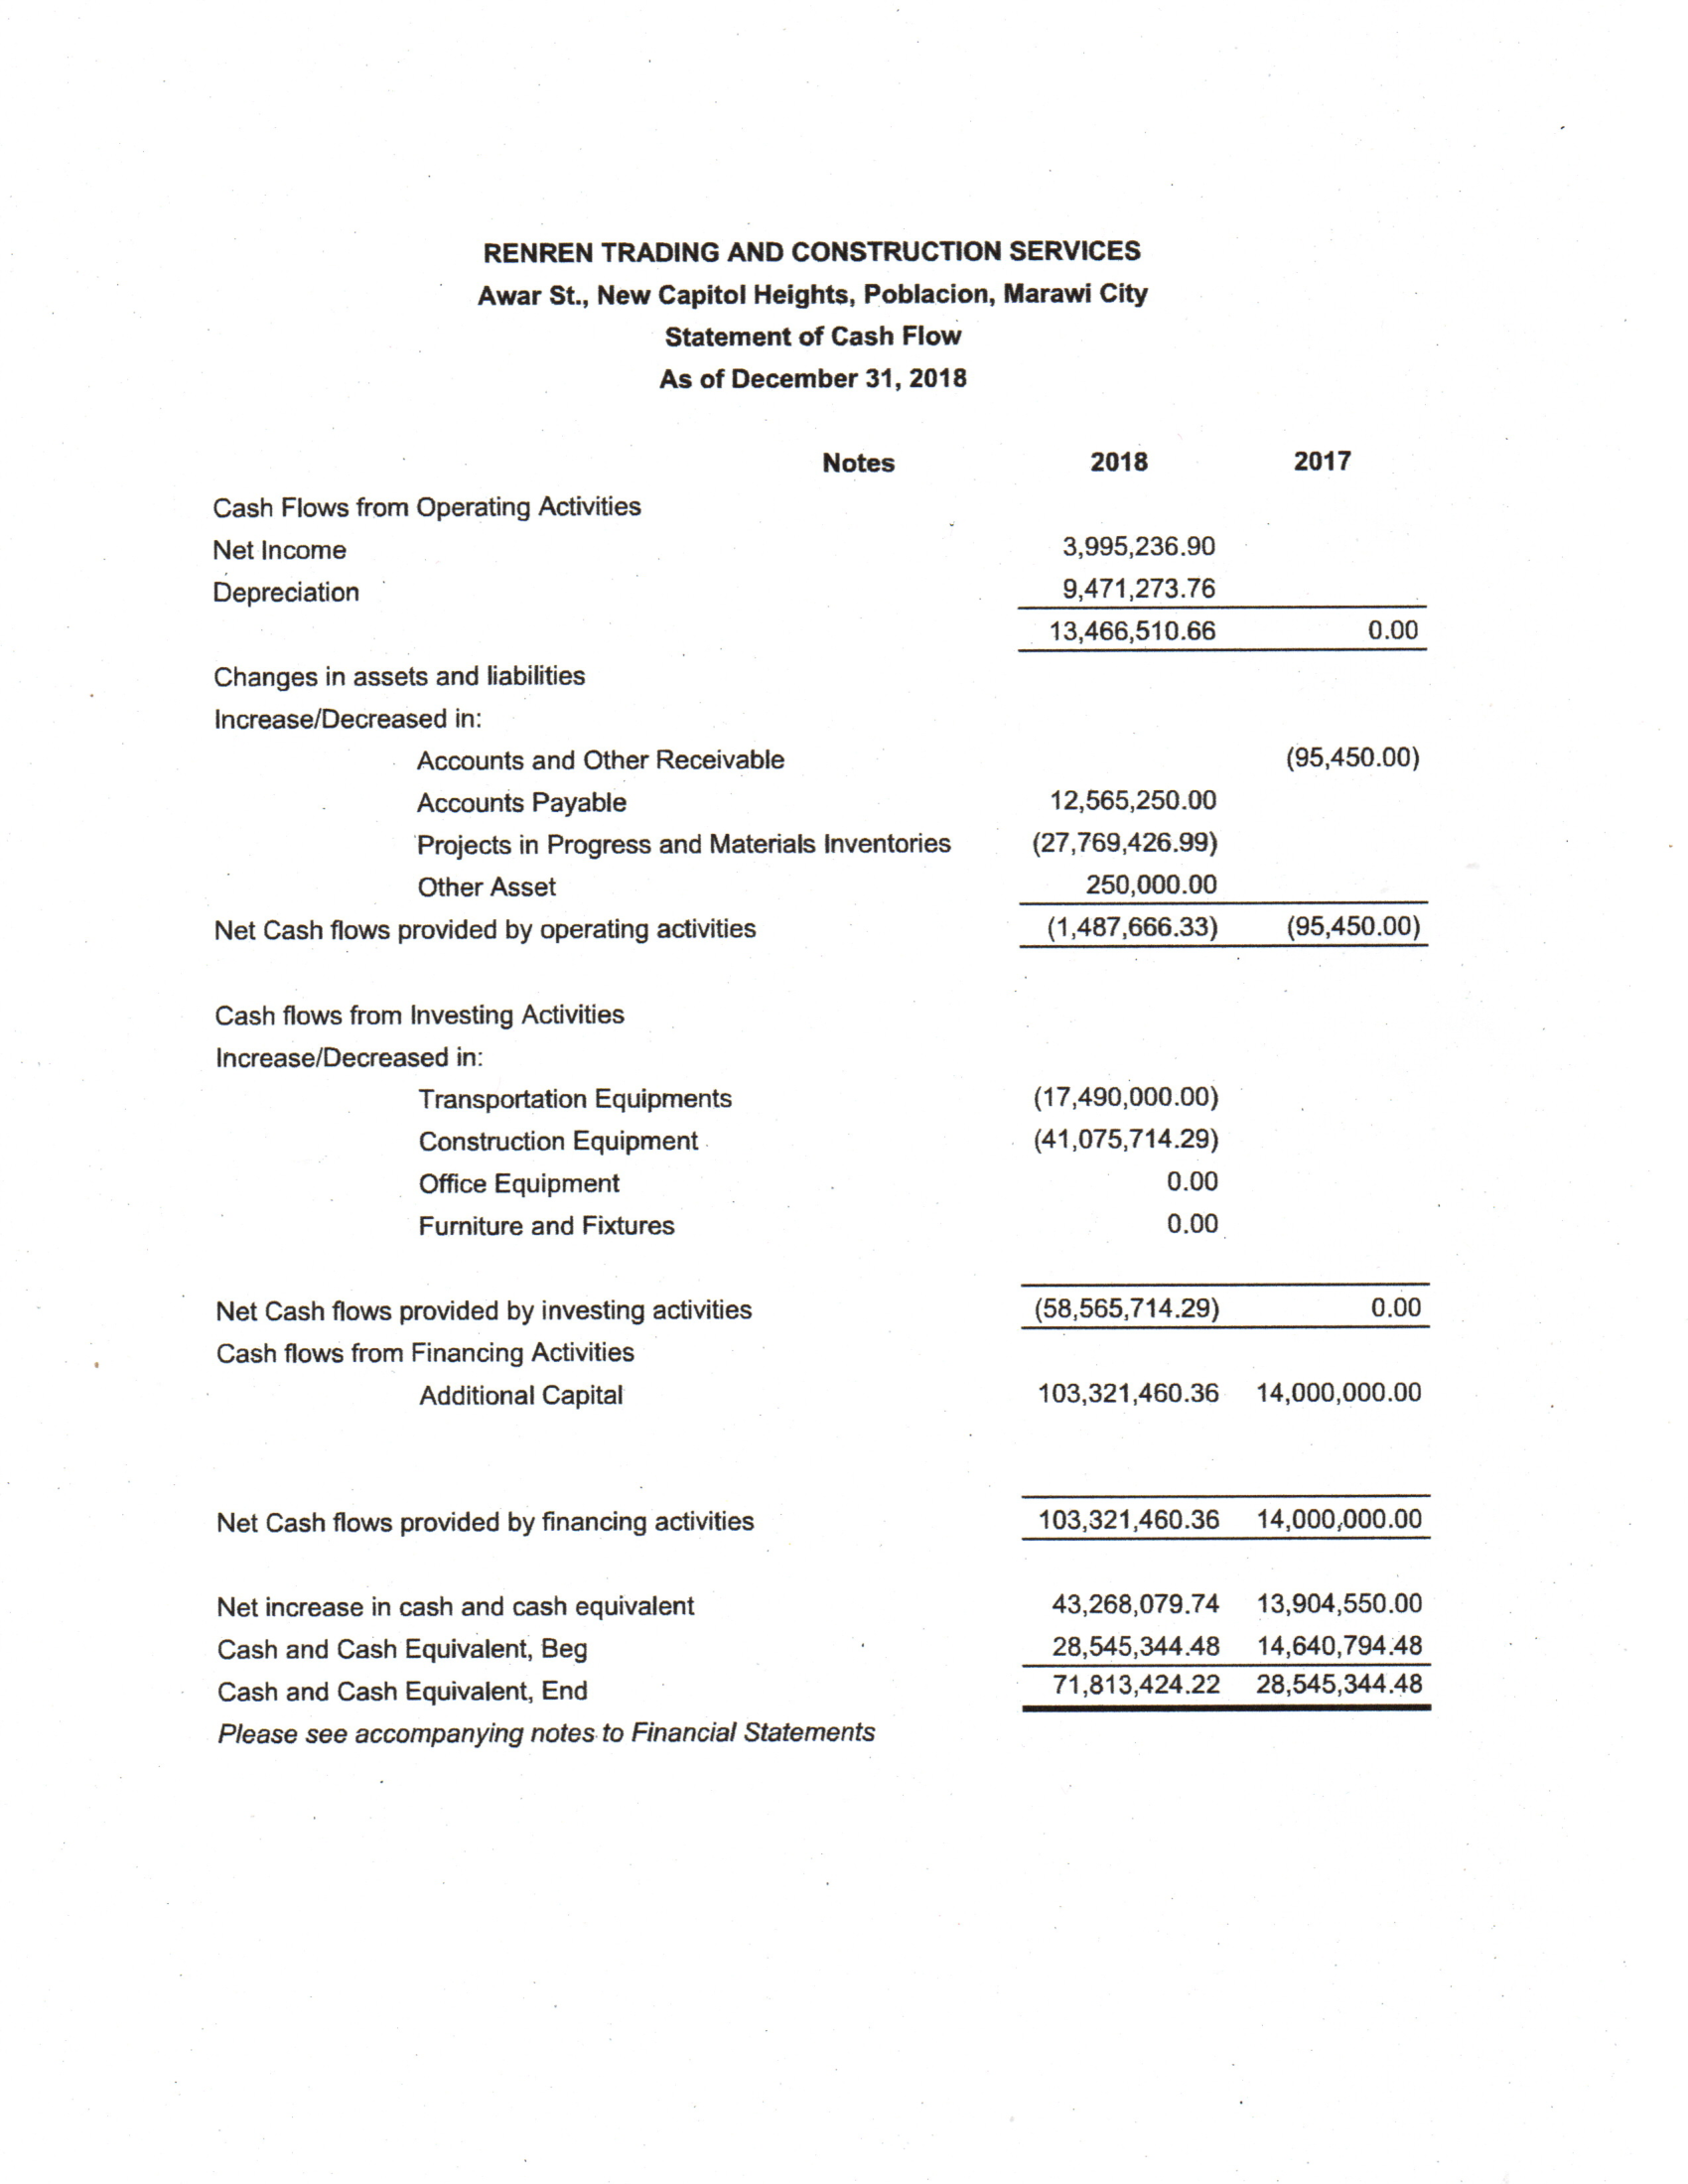 RENREN TRADING AND CONSTRUCTION SERVICES
Awar St., New Capitol Heights, Poblacion, Marawi City
Statement of Cash Flow
As of December 31, 2018
Notes 2018 2017
Cash Flows from Operating Activities
Net Income 3,995,236.90
Depreciation 9,471,273.76
13,466,510.66 0.00
Changes in assets and liabilities
Increase/Decreased in:
Accounts and Other Receivable (95,450.00)
Accounts Payable 12,565,250.00
Projects in Progress and Materials Inventories (27,769,426.99)
Other Asset 250,000.00
Net Cash flows provided by operating activities (1,487,666.33) (95,450.00)
Cash flows from Investing Activities
Increase/Decreased in:
Transportation Equipments (17,490,000.00)
Construction Equipment (41,075,714.29)
Office Equipment 0.00
Furniture and Fixtures 0.00
Net Cash flows provided by investing activities (58,565,714.29) 0.00
Cash flows from Financing Activities
Additional Capital 103,321,460.36 14,000,000.00
Net Cash flows provided by financing activities 103,321,460.36 14,000,000.00
Net increase in cash and cash equivalent 43,268,079.74 13,904,550.00
Cash and Cash Equivalent, Beg 28,545,344.48 14,640,794.48
Cash and Cash Equivalent, End 71,813,424.22 28,545,344.48
Please see accompanying notes to Financial Statements